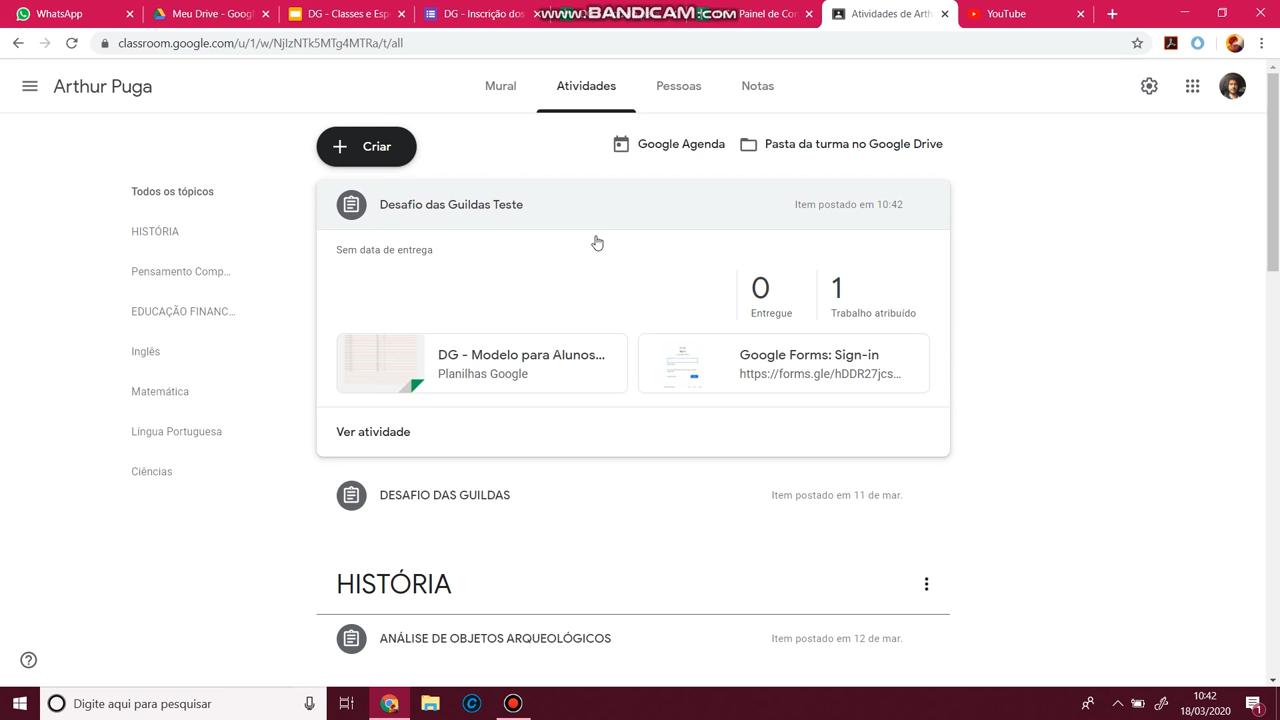 WhatsApp
Meu Drive - Googl
DG - Classes e Esp
DG - Inscrição dos
www.BANDICAM.com
Painel de Con
Atividades de Arth
YouTube
classroom.google.com/u/1/w/NjIzNTk5MTg4MTRa/t/all
Arthur Puga
Mural
Atividades
Pessoas
Notas
Criar
Google Agenda
Pasta da turma no Google Drive
Todos os tópicos
HISTÓRIA
Pensamento Comp...
EDUCAÇÃO FINANC...
Inglês
Matemática
Língua Portuguesa
Ciências
Desafio das Guildas Teste
Item postado em 10:42
Sem data de entrega
0
Entregue
1
Trabalho atribuído
DG - Modelo para Alunos...
Planilhas Google
Google Forms: Sign-in
https://forms.gle/hDDR27jcs...
Ver atividade
DESAFIO DAS GUILDAS
Item postado em 11 de mar.
HISTÓRIA
ANÁLISE DE OBJETOS ARQUEOLÓGICOS
Item postado em 12 de mar.
Digite aqui para pesquisar
10:42
18/03/2020
1